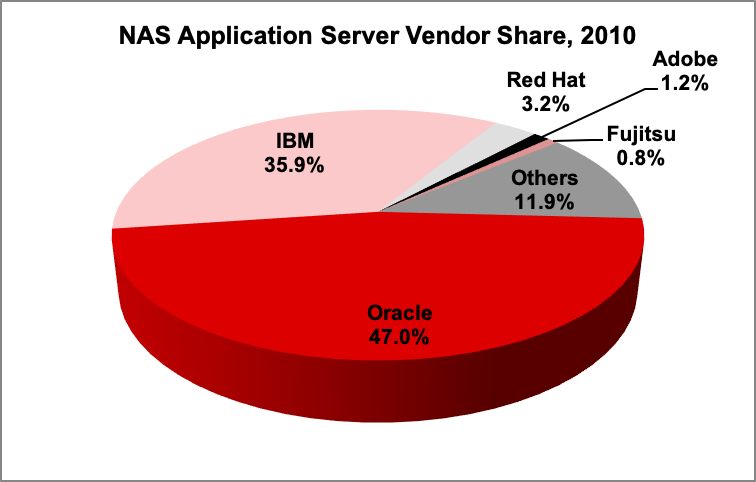 NAS Application Server Vendor Share, 2010
Adobe
1.2%
Red Hat
3.2%
Fujitsu
0.8%
IBM
35.9%
Others
11.9%
Oracle
47.0%